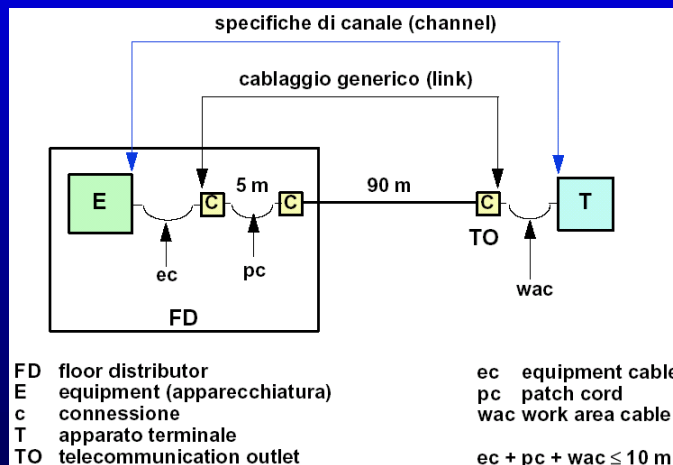 specifiche di canale (channel)
cablaggio generico (link)
E
C
5 m
C
90 m
C
T
TO
ec
pc
wac
FD
FD floor distributor
E equipment (apparecchiatura)
c connessione
T apparato terminale
TO telecommunication outlet
ec equipment cable
pc patch cord
wac work area cable
ec + pc + wac ≤ 10 m